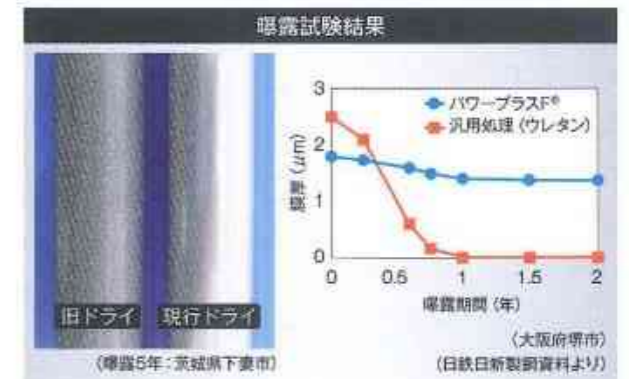 曝露試験結果
旧ドライ
現行ドライ
(曝露5年:茨城県下妻市)
パワープラスF®
汎用処理(ウレタン)
膜厚(μm)
3
2
1
0
0
0.5
1
1.5
2
曝露期間(年)
(大阪府堺市)
(日鉄日新製鋼資料より)